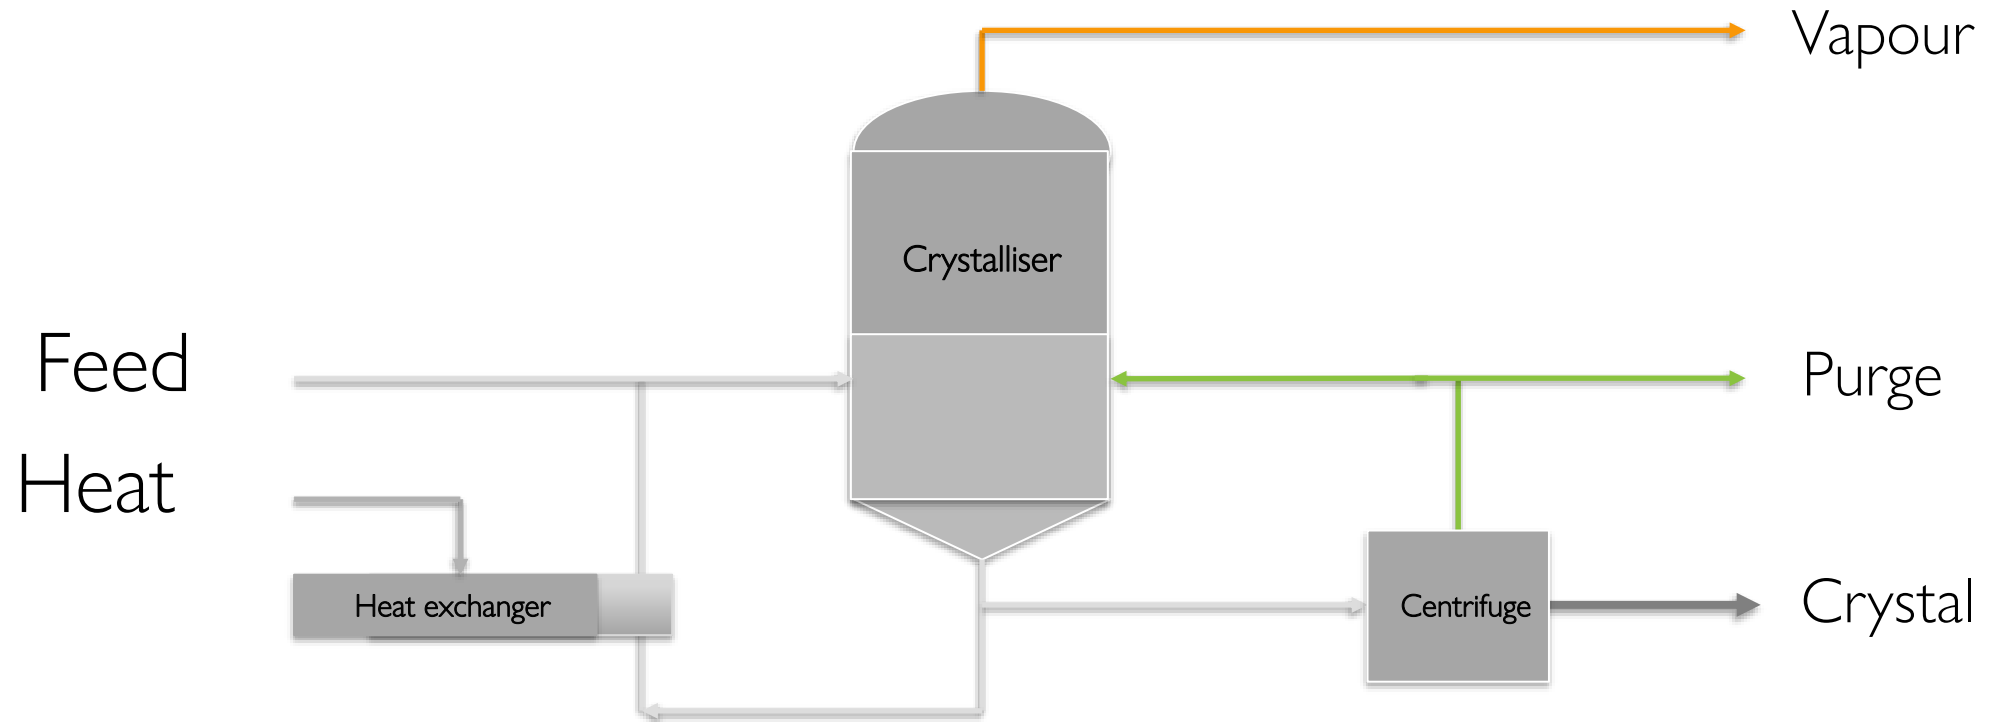 Vapour
Crystalliser
Feed
Purge
Heat
Heat exchanger
Centrifuge
Crystal